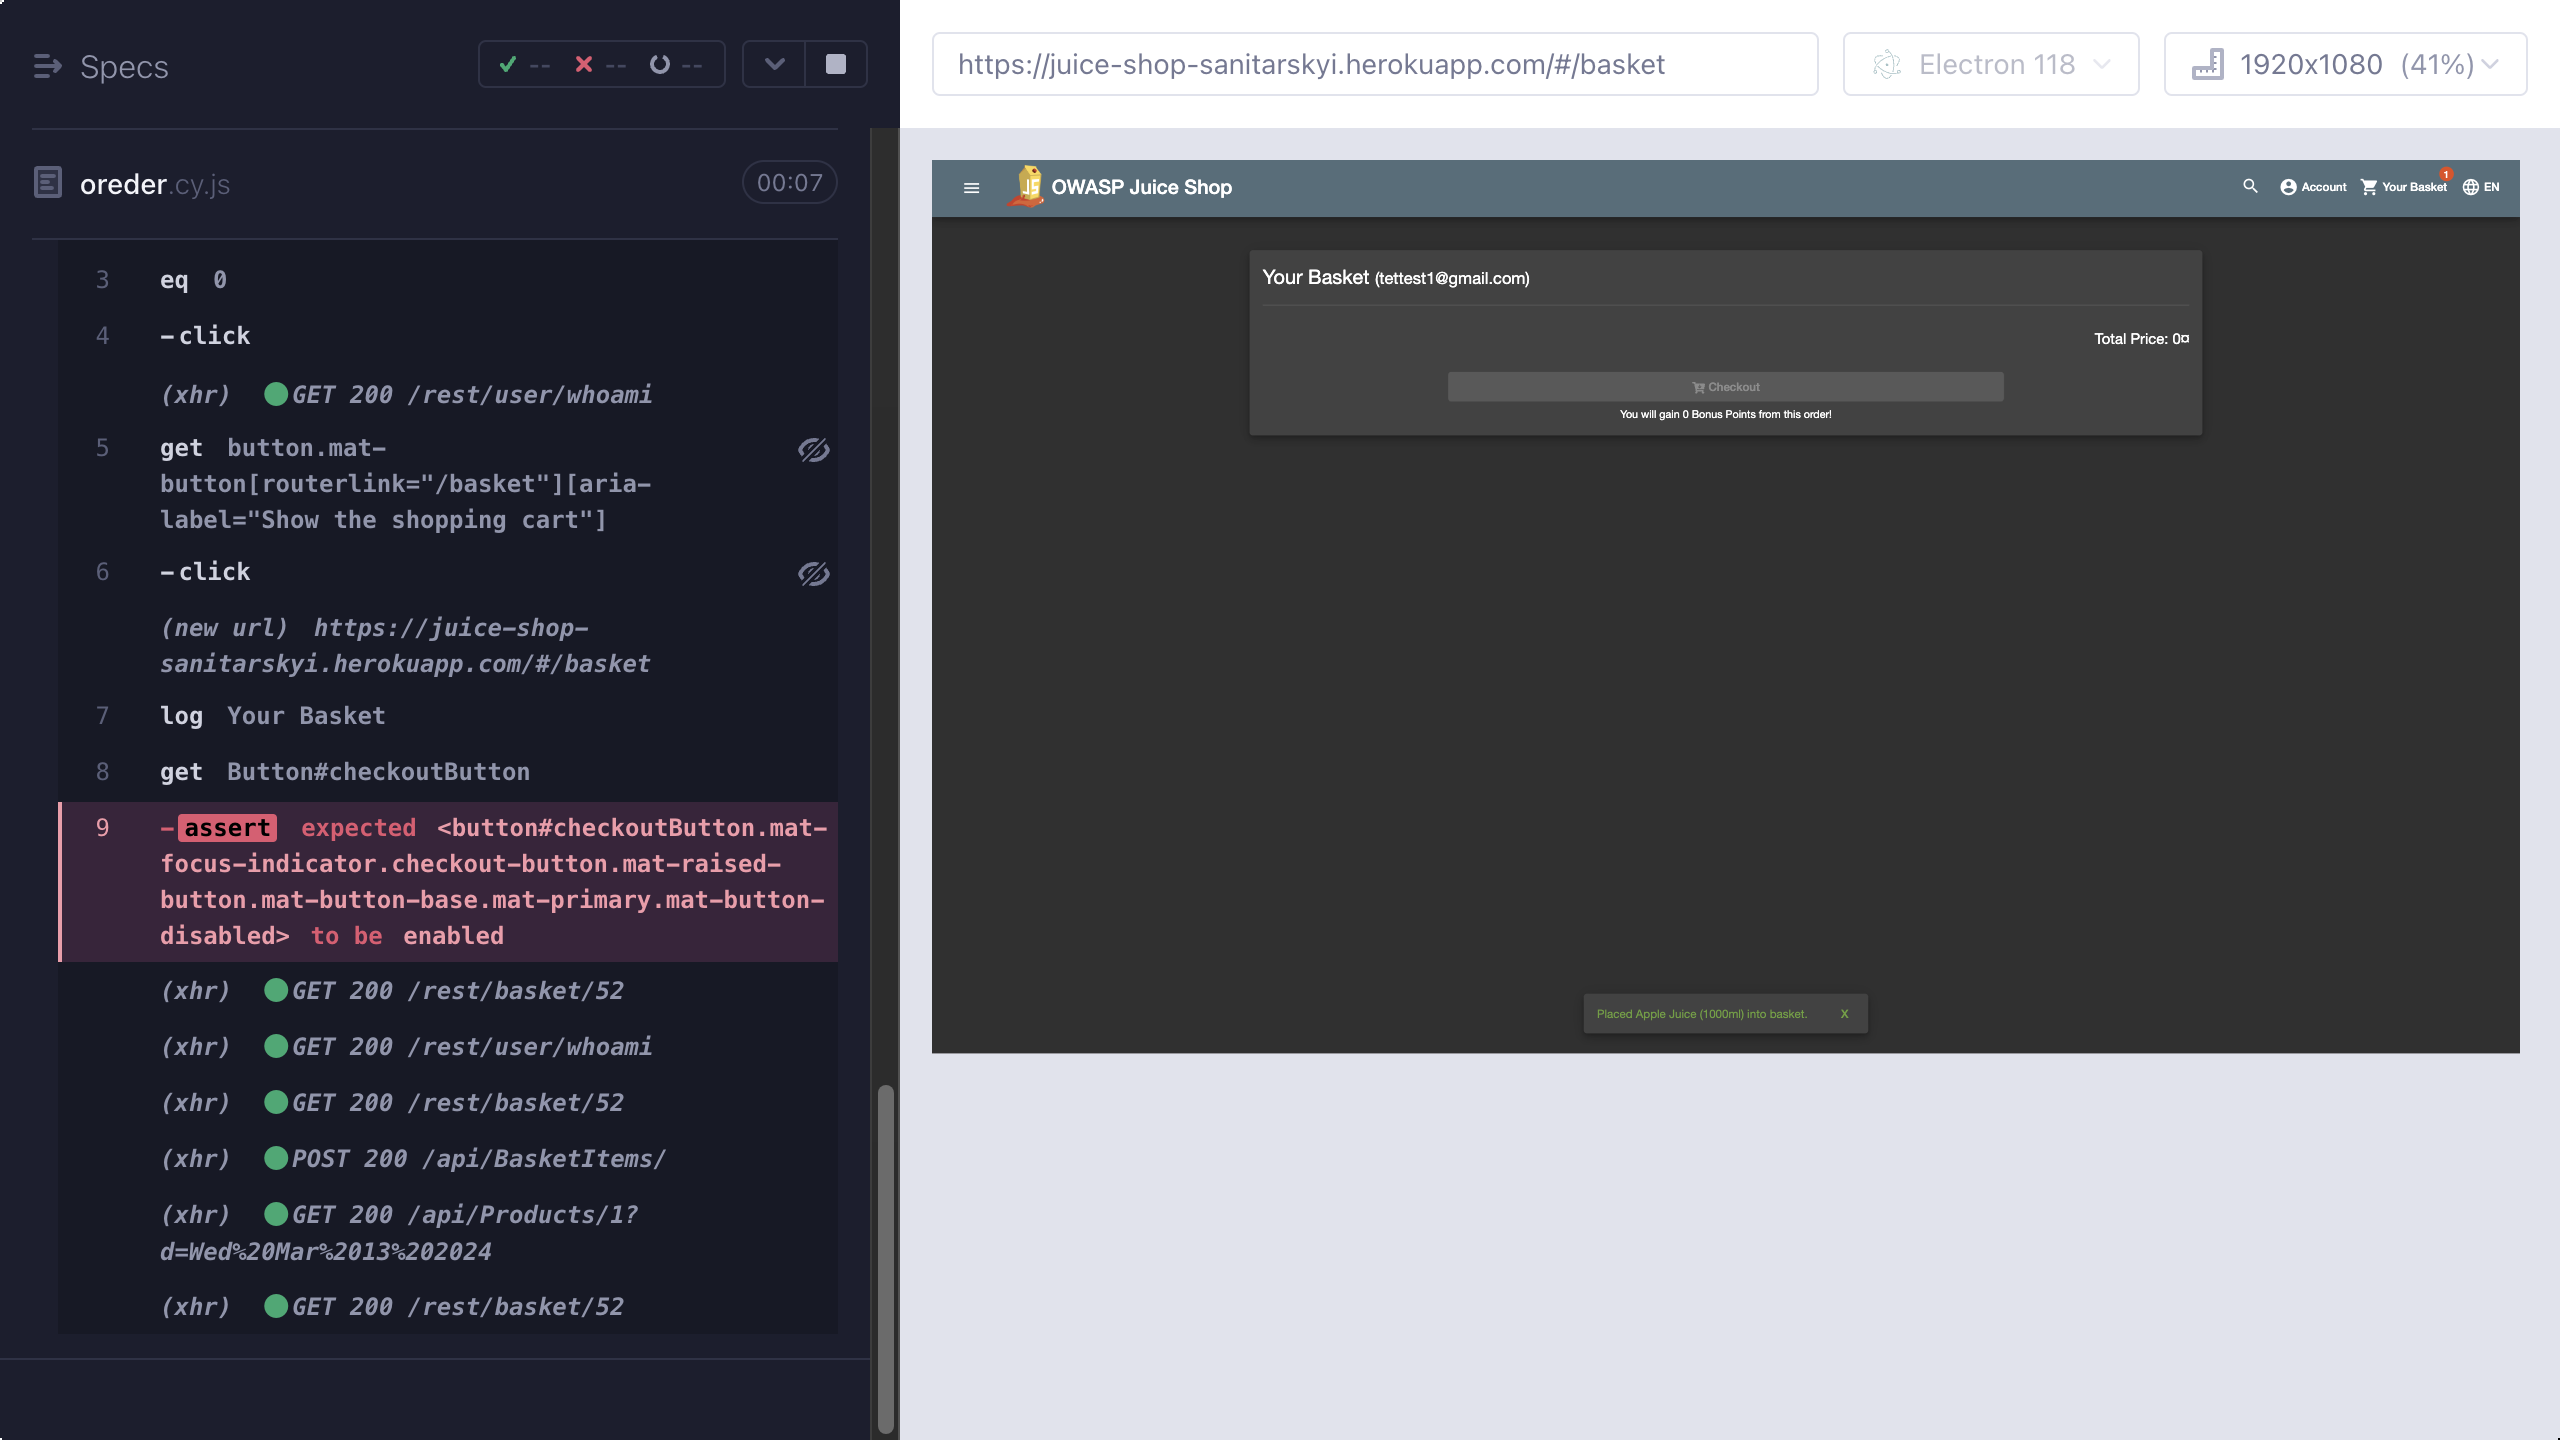 Specs
--
--
--
oreder.cy.js
00:07
3 eq 0
4 -click
(xhr) GET 200 /rest/user/whoami
5 get button.mat-
button[routerlink="/basket"][aria-
label="Show the shopping cart"]
6 -click
(new url) https://juice-shop-
sanitarskyi.herokuapp.com/#/basket
7 log Your Basket
8 get Button#checkoutButton
9 -assert expected <button#checkoutButton.mat-
focus-indicator.checkout-button.mat-raised-
button.mat-button-base.mat-primary.mat-button-
disabled> to be enabled
(xhr) GET 200 /rest/basket/52
(xhr) GET 200 /rest/user/whoami
(xhr) GET 200 /rest/basket/52
(xhr) POST 200 /api/BasketItems/
(xhr) GET 200 /api/Products/1?
d=Wed%20Mar%2013%202024
(xhr) GET 200 /rest/basket/52
https://juice-shop-sanitarskyi.herokuapp.com/#/basket
Electron 118
1920x1080 (41%)
JS
OWASP Juice Shop
Account
Your Basket
1
EN
Your Basket (tettest1@gmail.com)
Total Price: 0¤
Checkout
You will gain 0 Bonus Points from this order!
Placed Apple Juice (1000ml) into basket. X